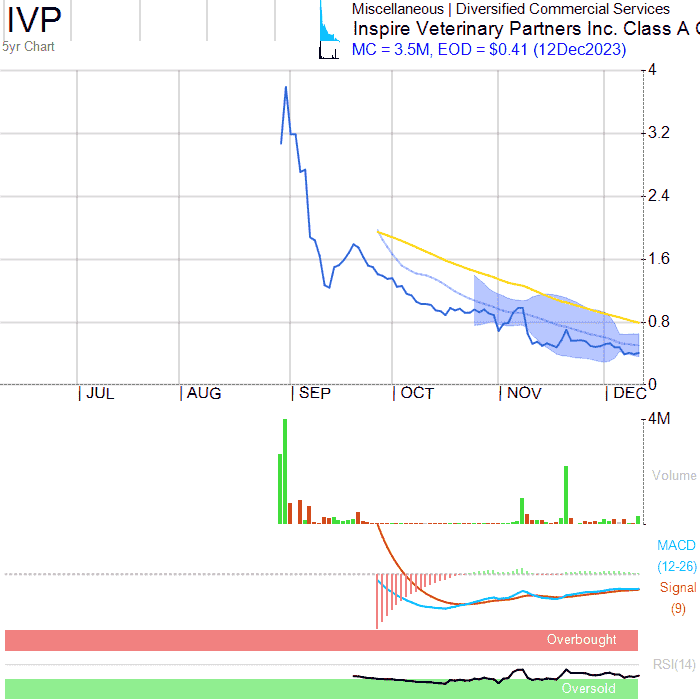 IVP
5yr Chart
Miscellaneous | Diversified Commercial Services
Inspire Veterinary Partners Inc. Class A
MC = 3.5M, EOD = $0.41 (12Dec2023)
4
3.2
2.4
1.6
0.8
0
| JUL | AUG | SEP | OCT | NOV | DEC
4M
Volume
MACD
(12-26)
Signal
(9)
Overbought
RSI(14)
Oversold